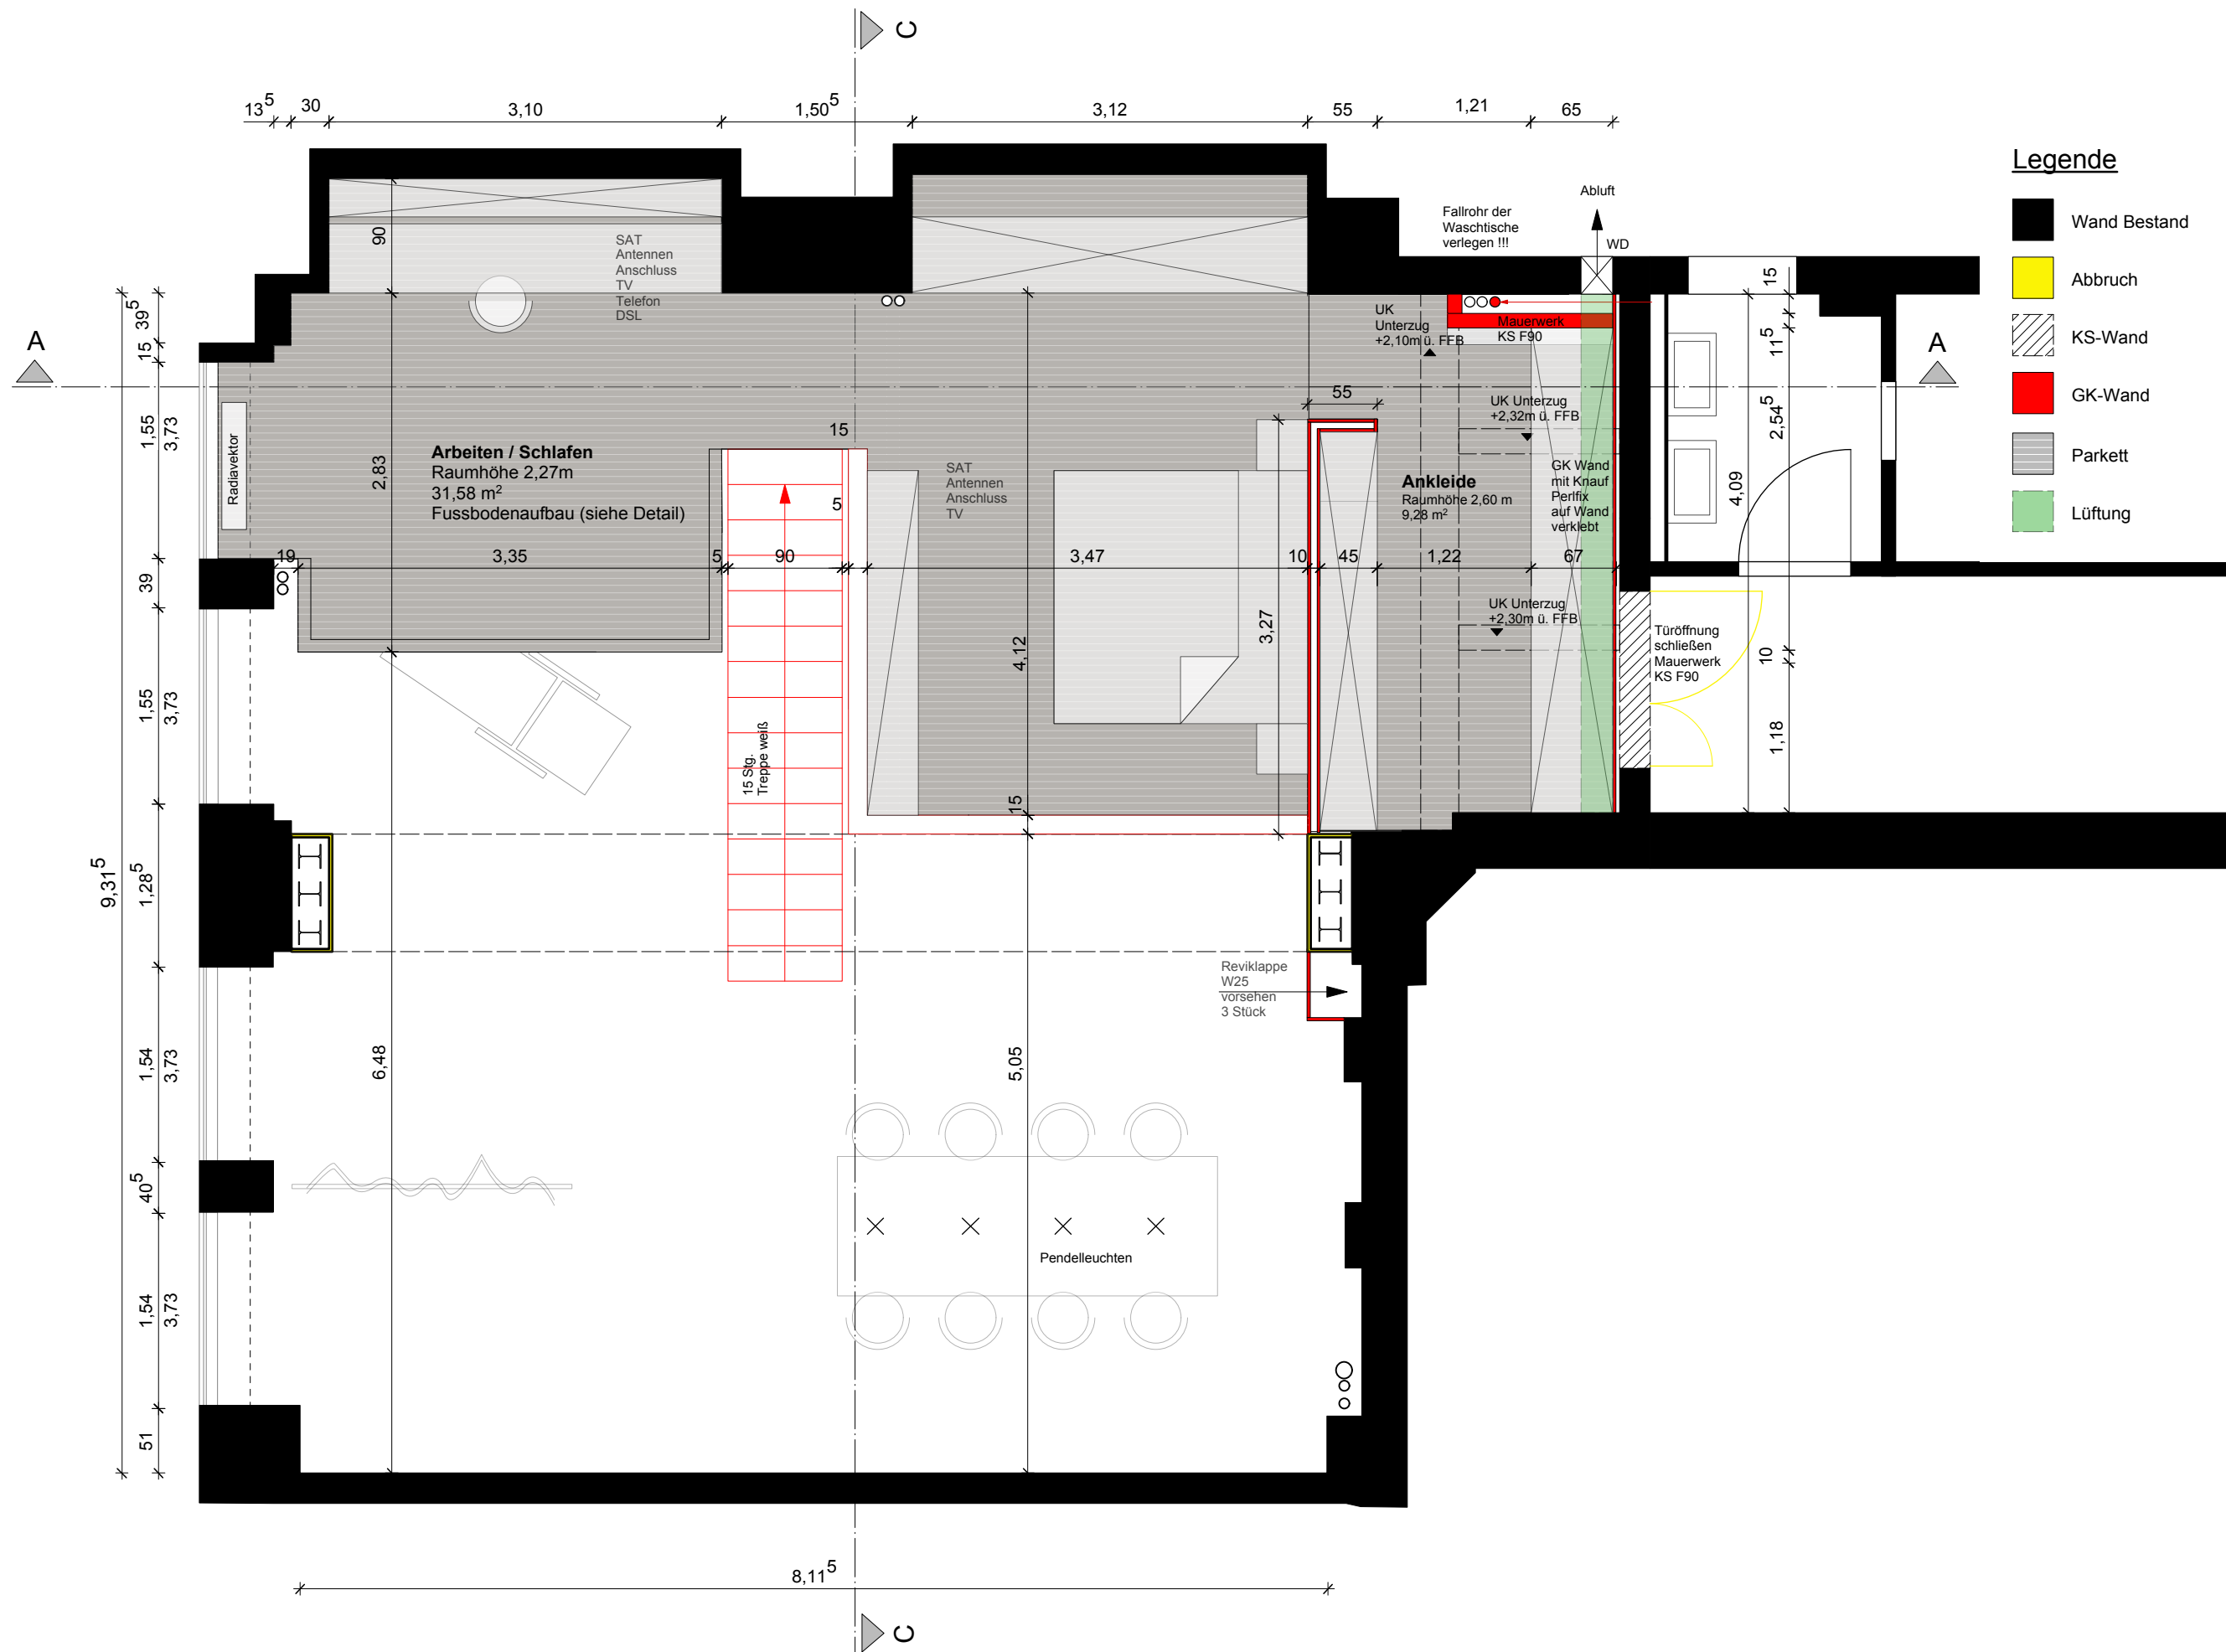 C
13⁵ 30 3,10 1,50⁵ 3,12 55 1,21 65
Legende
Wand Bestand
Abbruch
KS-Wand
GK-Wand
Parkett
Lüftung
Abluft
WD
Fallrohr der
Waschtische
verlegen !!!
SAT
Antennen
Anschluss
TV
Telefon
DSL
90
UK
Unterzug
+2,10m ü. FFB
Mauerwerk
KS F90
15
11⁵
2,54⁵
4,09
10
1,18
A
A
39⁵
15
1,55
3,73
39
1,55
3,73
1,28⁵
9,31⁵
1,54
3,73
40⁵
1,54
3,73
51
Radiavektor
Arbeiten / Schlafen
Raumhöhe 2,27m
31,58 m²
Fussbodenaufbau (siehe Detail)
2,83
15
5
SAT
Antennen
Anschluss
TV
55
UK Unterzug
+2,32m ü. FFB
Ankleide
Raumhöhe 2,60 m
9,28 m²
GK Wand
mit Knauf
Perlfix
auf Wand
verklebt
19 3,35 5 90 3,47 10 45 1,22 67
UK Unterzug
+2,30m ü. FFB
Türöffnung
schließen
Mauerwerk
KS F90
3,27
4,12
15
15 Stg.
Treppe weiß
Reviklappe
W25
vorsehen
3 Stück
6,48
5,05
Pendelleuchten
8,11⁵
C